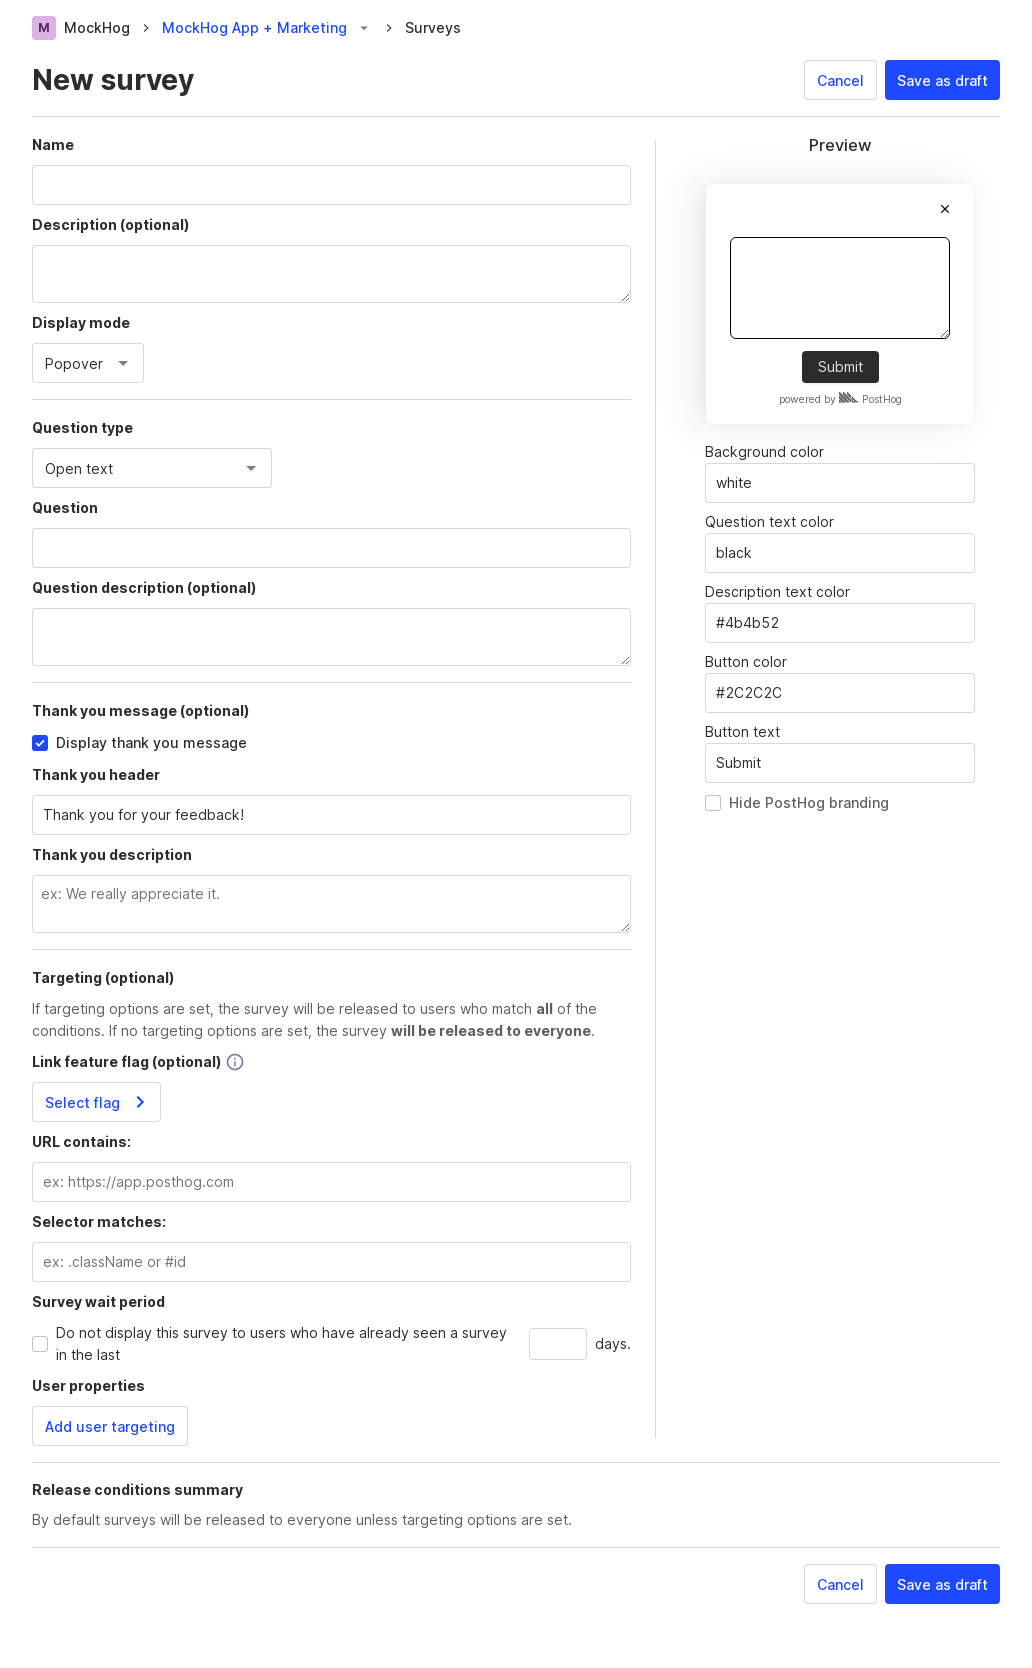 M MockHog > MockHog App + Marketing > Surveys
New survey
Cancel
Save as draft
Name
Description (optional)
Display mode
Popover
Question type
Open text
Question
Question description (optional)
Thank you message (optional)
Display thank you message
Thank you header
Thank you for your feedback!
Thank you description
ex: We really appreciate it.
Targeting (optional)
If targeting options are set, the survey will be released to users who match all of the
conditions. If no targeting options are set, the survey will be released to everyone.
Link feature flag (optional)
Select flag
URL contains:
ex: https://app.posthog.com
Selector matches:
ex: .className or #id
Survey wait period
Do not display this survey to users who have already seen a survey
in the last
days.
User properties
Add user targeting
Preview
Submit
powered by PostHog
Background color
white
Question text color
black
Description text color
#4b4b52
Button color
#2C2C2C
Button text
Submit
Hide PostHog branding
Release conditions summary
By default surveys will be released to everyone unless targeting options are set.
Cancel
Save as draft